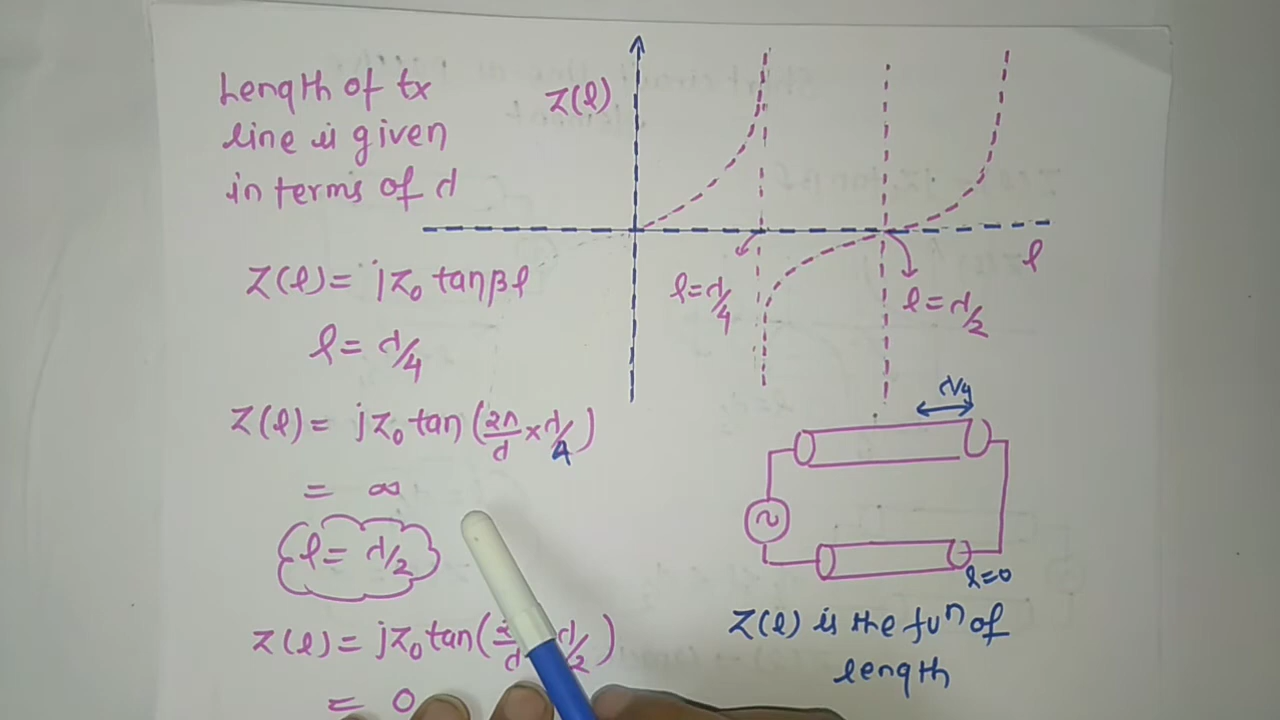 Length of tx
line is given
in terms of λ
Z(l) = jZ₀ tanβl
l = λ/4
Z(l) = jZ₀ tan(2π/λ × λ/4)
= ∞
l = λ/2
Z(l) = jZ₀ tan( λ/2)
= 0
Z(l)
l = λ/4
l = λ/2
l
λ/4
l=0
Z(l) is the fuⁿ of
length